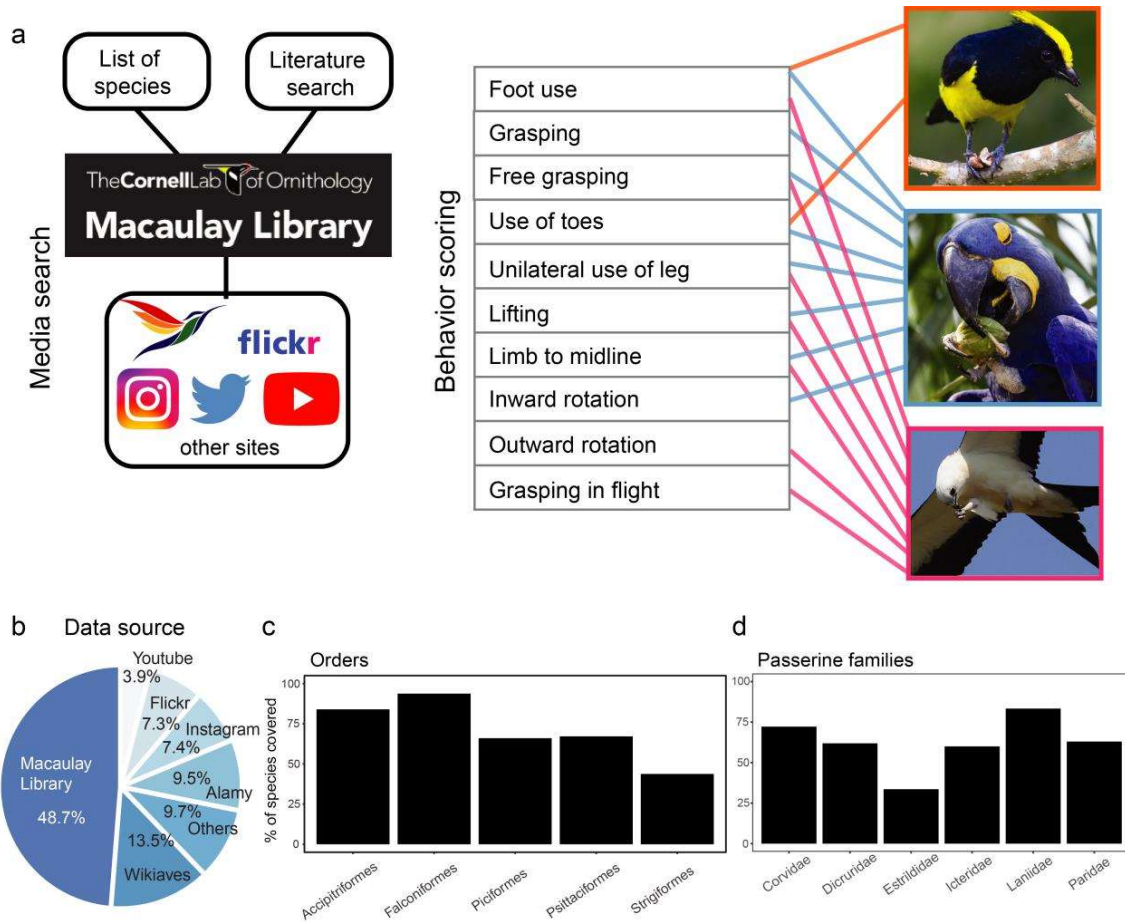 a
List of
species
Literature
search
TheCornellLab of Ornithology
Macaulay Library
Media search
flickr
other sites
Behavior scoring
Foot use
Grasping
Free grasping
Use of toes
Unilateral use of leg
Lifting
Limb to midline
Inward rotation
Outward rotation
Grasping in flight
b
Data source
Youtube
3.9%
Flickr
7.3%
Instagram
7.4%
9.5%
Alamy
9.7%
Others
13.5%
Wikiaves
Macaulay
Library
48.7%
c
Orders
% of species covered
100
75
50
25
0
Accipitriformes
Falconiformes
Piciformes
Psittaciformes
Strigiformes
d
Passerine families
100
75
50
25
0
Corvidae
Dicruridae
Estrildidae
Icteridae
Laniidae
Paridae